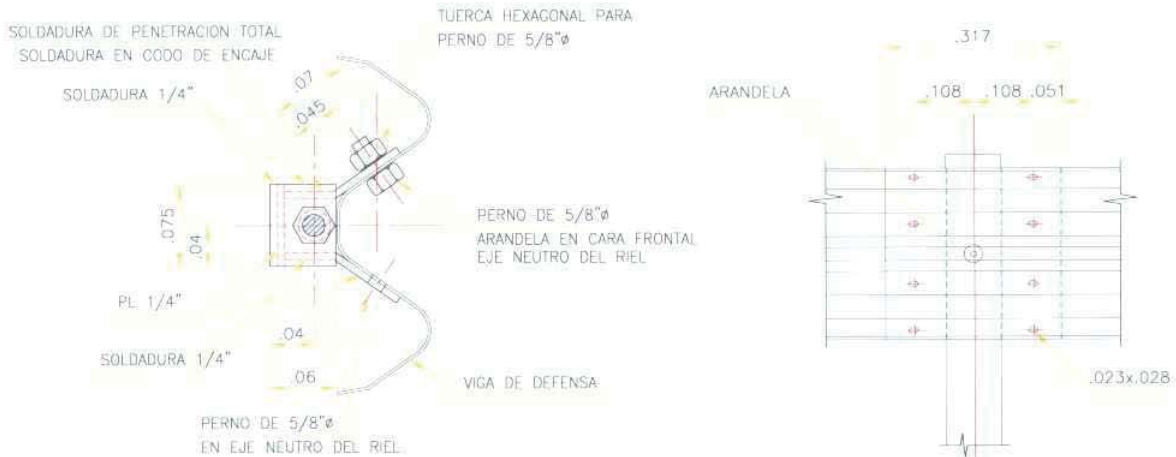 SOLDADURA DE PENETRACION TOTAL
SOLDADURA EN CODO DE ENCAJE
SOLDADURA 1/4"
TUERCA HEXAGONAL PARA
PERNO DE 5/8"ø
.07
.045
.075
.04
PERNO DE 5/8"ø
ARANDELA EN CARA FRONTAL
EJE NEUTRO DEL RIEL
PL 1/4"
.04
SOLDADURA 1/4"
.06
VIGA DE DEFENSA
PERNO DE 5/8"ø
EN EJE NEUTRO DEL RIEL
.317
ARANDELA
.108 .108 .051
.023x.028